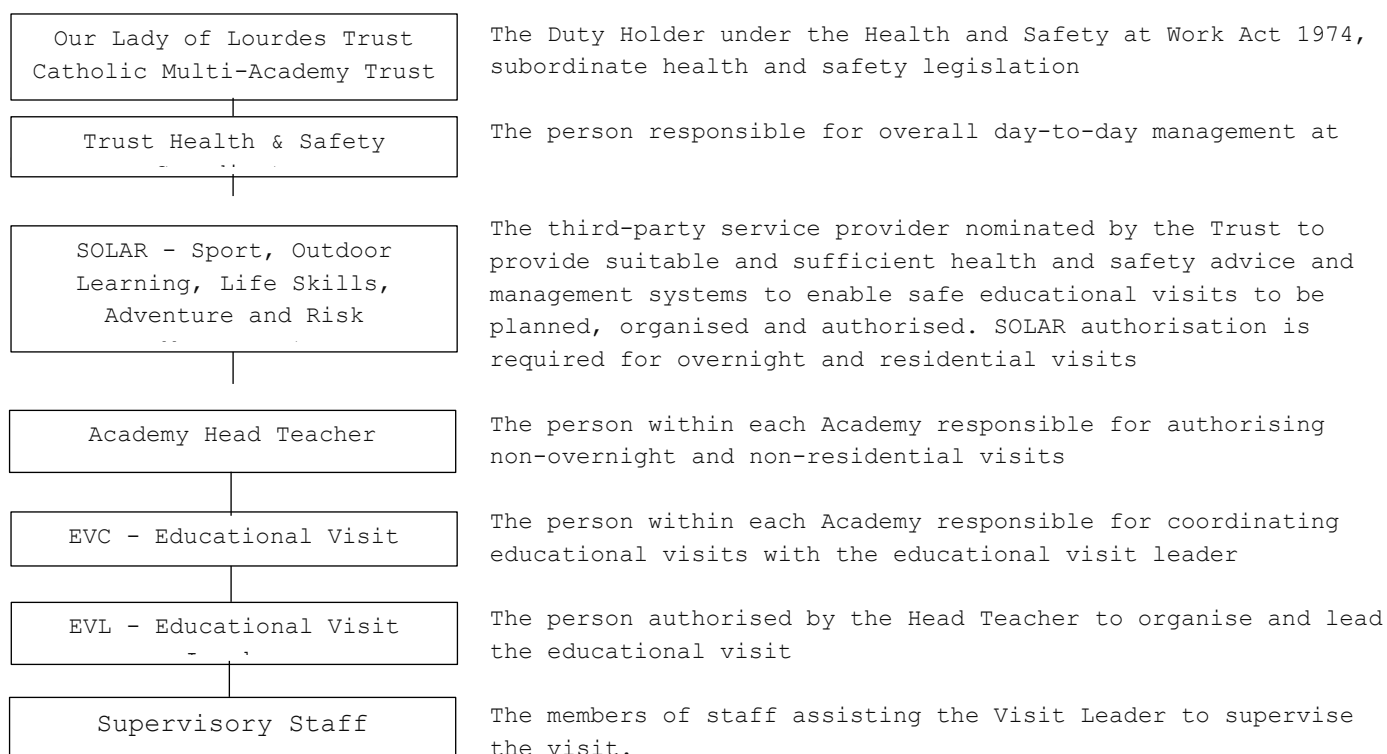 Our Lady of Lourdes Trust
Catholic Multi-Academy Trust
The Duty Holder under the Health and Safety at Work Act 1974,
subordinate health and safety legislation
Trust Health & Safety
The person responsible for overall day-to-day management at
SOLAR - Sport, Outdoor
Learning, Life Skills,
Adventure and Risk
The third-party service provider nominated by the Trust to
provide suitable and sufficient health and safety advice and
management systems to enable safe educational visits to be
planned, organised and authorised. SOLAR authorisation is
required for overnight and residential visits
Academy Head Teacher
The person within each Academy responsible for authorising
non-overnight and non-residential visits
EVC - Educational Visit
The person within each Academy responsible for coordinating
educational visits with the educational visit leader
EVL - Educational Visit
The person authorised by the Head Teacher to organise and lead
the educational visit
Supervisory Staff
The members of staff assisting the Visit Leader to supervise
the visit.